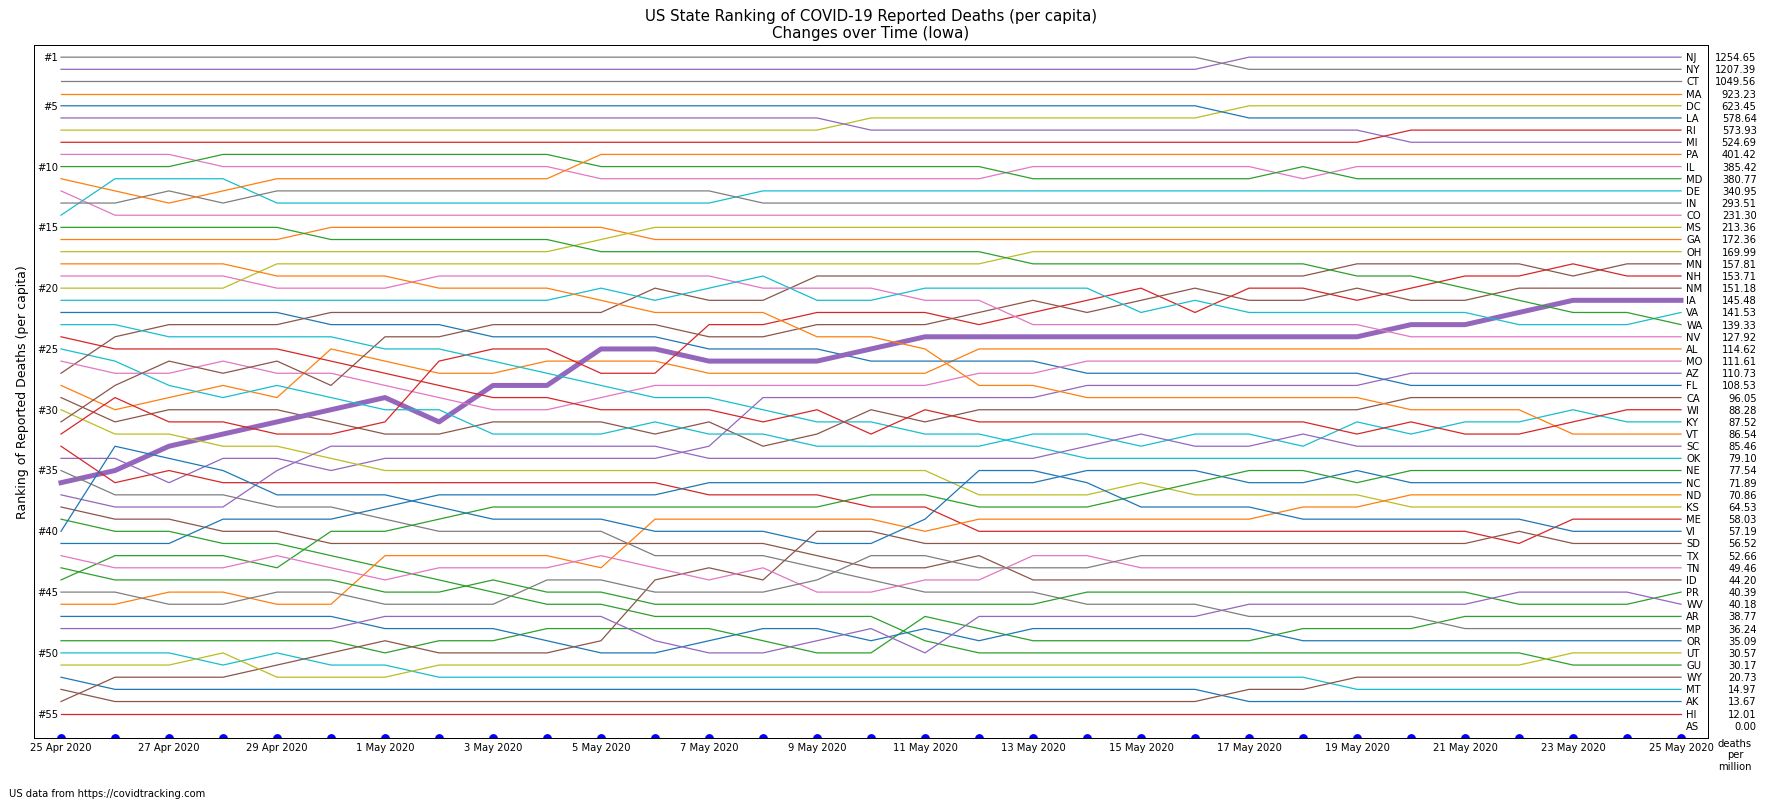 US State Ranking of COVID-19 Reported Deaths (per capita)
Changes over Time (Iowa)
Ranking of Reported Deaths (per capita)
#1
#5
#10
#15
#20
#25
#30
#35
#40
#45
#50
#55
NJ 1254.65
NY 1207.39
CT 1049.56
MA 923.23
DC 623.45
LA 578.64
RI 573.93
MI 524.69
PA 401.42
IL 385.42
MD 380.77
DE 340.95
IN 293.51
CO 231.30
MS 213.36
GA 172.36
OH 169.99
MN 157.81
NH 153.71
NM 151.18
IA 145.48
VA 141.53
WA 139.33
NV 127.92
AL 114.62
MO 111.61
AZ 110.73
FL 108.53
CA 96.05
WI 88.28
KY 87.52
VT 86.54
SC 85.46
OK 79.10
NE 77.54
NC 71.89
ND 70.86
KS 64.53
ME 58.03
VI 57.19
SD 56.52
TX 52.66
TN 49.46
ID 44.20
PR 40.39
WV 40.18
AR 38.77
MP 36.24
OR 35.09
UT 30.57
GU 30.17
WY 20.73
MT 14.97
AK 13.67
HI 12.01
AS 0.00
25 Apr 2020 27 Apr 2020 29 Apr 2020 1 May 2020 3 May 2020 5 May 2020 7 May 2020 9 May 2020 11 May 2020 13 May 2020 15 May 2020 17 May 2020 19 May 2020 21 May 2020 23 May 2020 25 May 2020
deaths
per
million
US data from https://covidtracking.com